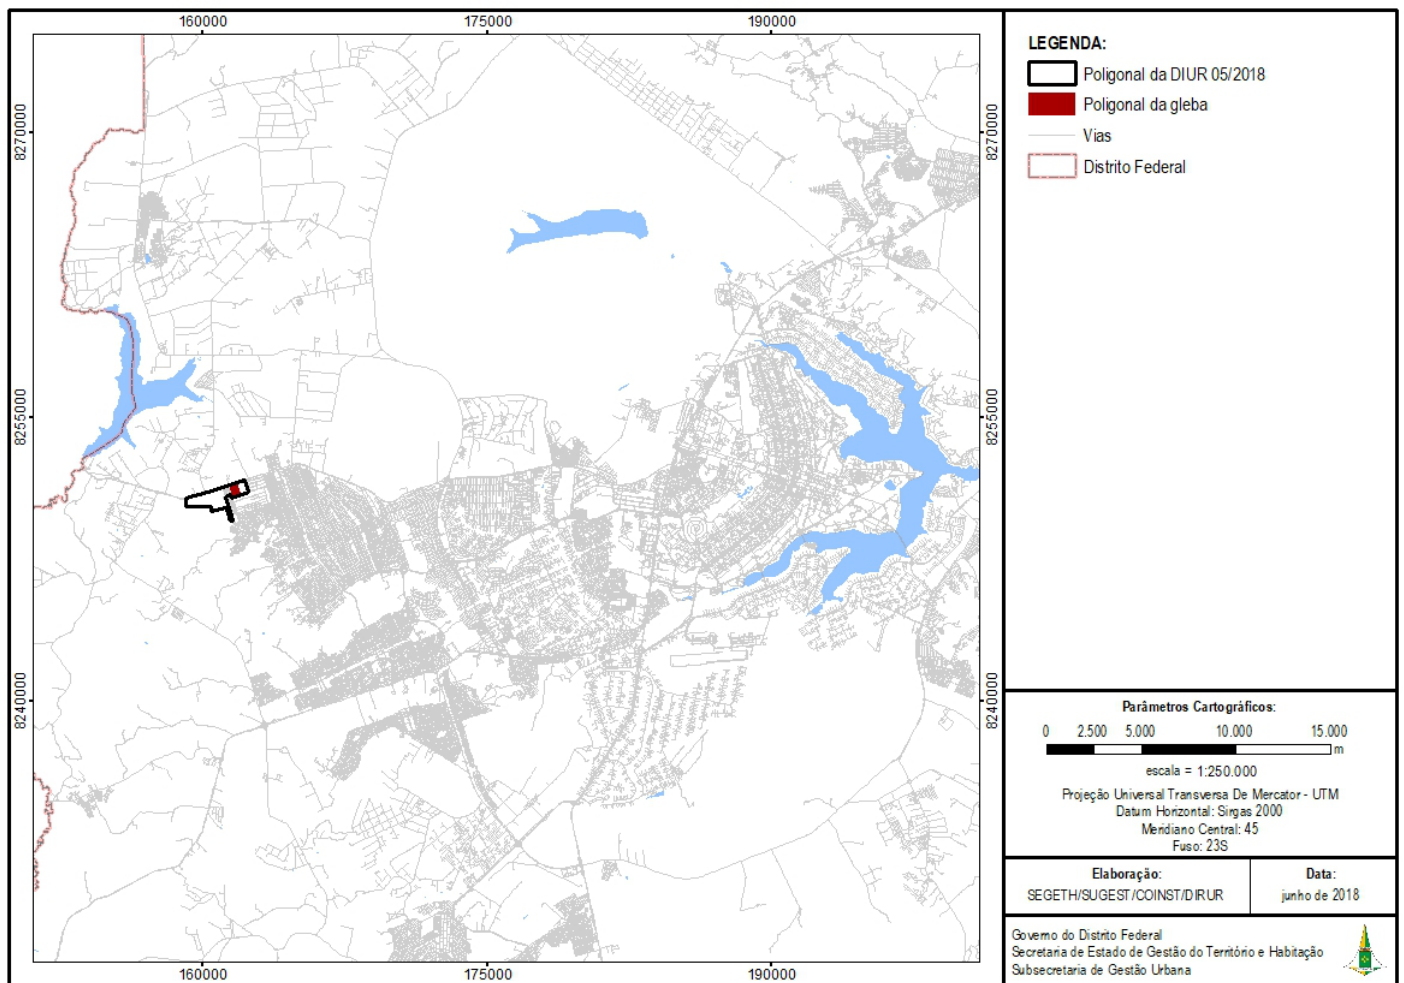 160000
175000
190000
8270000
8270000
8255000
8255000
8240000
8240000
160000
175000
190000
LEGENDA:
Poligonal da DIUR 05/2018
Poligonal da gleba
Vias
Distrito Federal
Parâmetros Cartográficos:
0 2.500 5.000 10.000 15.000
m
escala = 1:250.000
Projeção Universal Transversa De Mercator - UTM
Datum Horizontal: Sirgas 2000
Meridiano Central: 45
Fuso: 23S
Elaboração:
SEGETH/SUGEST/COINST/DIRUR
Data:
junho de 2018
Governo do Distrito Federal
Secretaria de Estado de Gestão do Território e Habitação
Subsecretaria de Gestão Urbana